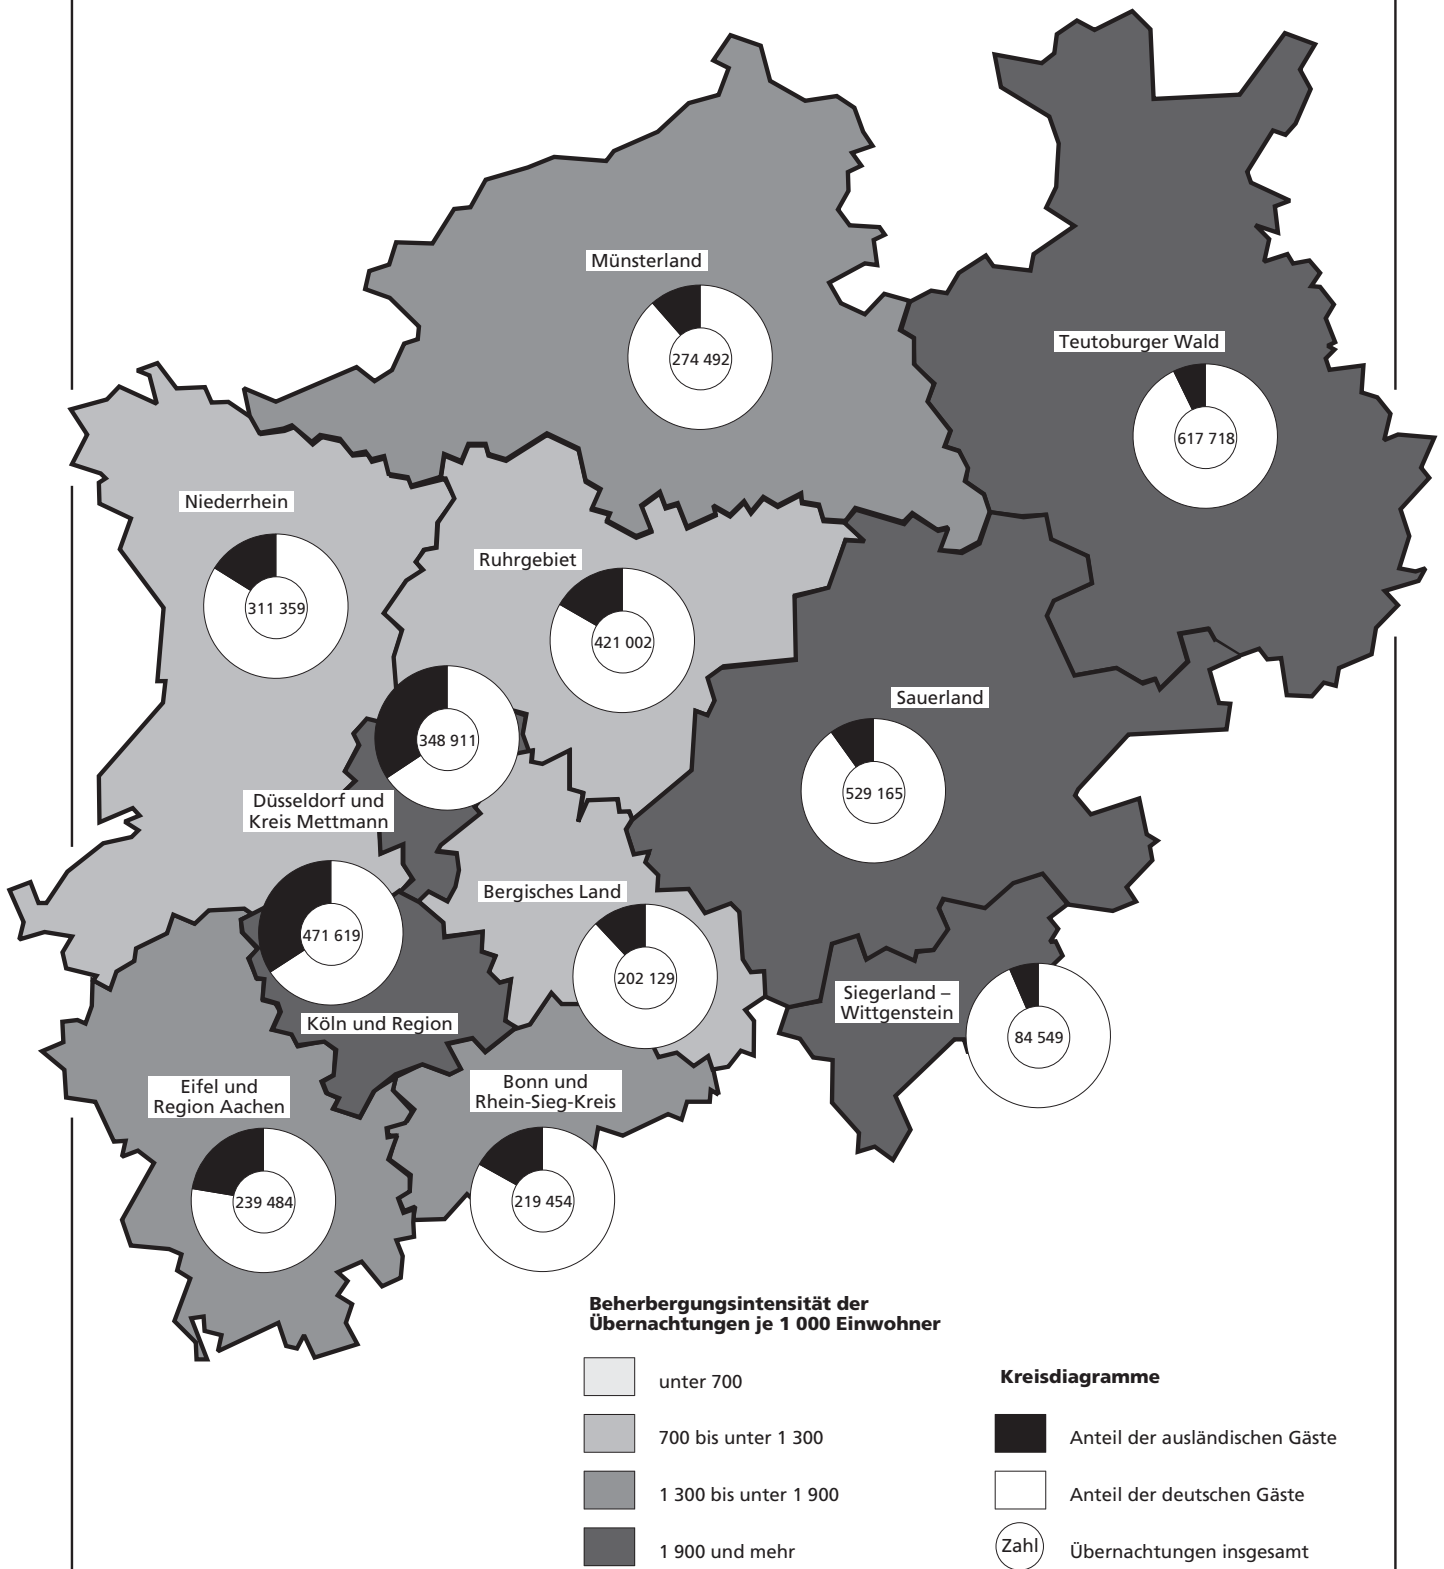 Münsterland
274 492
Teutoburger Wald
617 718
Niederrhein
311 359
Ruhrgebiet
421 002
Sauerland
529 165
348 911
Düsseldorf und
Kreis Mettmann
Bergisches Land
202 129
471 619
Köln und Region
Siegerland –
Wittgenstein
84 549
Eifel und
Region Aachen
239 484
Bonn und
Rhein-Sieg-Kreis
219 454
Beherbergungsintensität der
Übernachtungen je 1 000 Einwohner
unter 700
700 bis unter 1 300
1 300 bis unter 1 900
1 900 und mehr
Kreisdiagramme
Anteil der ausländischen Gäste
Anteil der deutschen Gäste
Zahl
Übernachtungen insgesamt